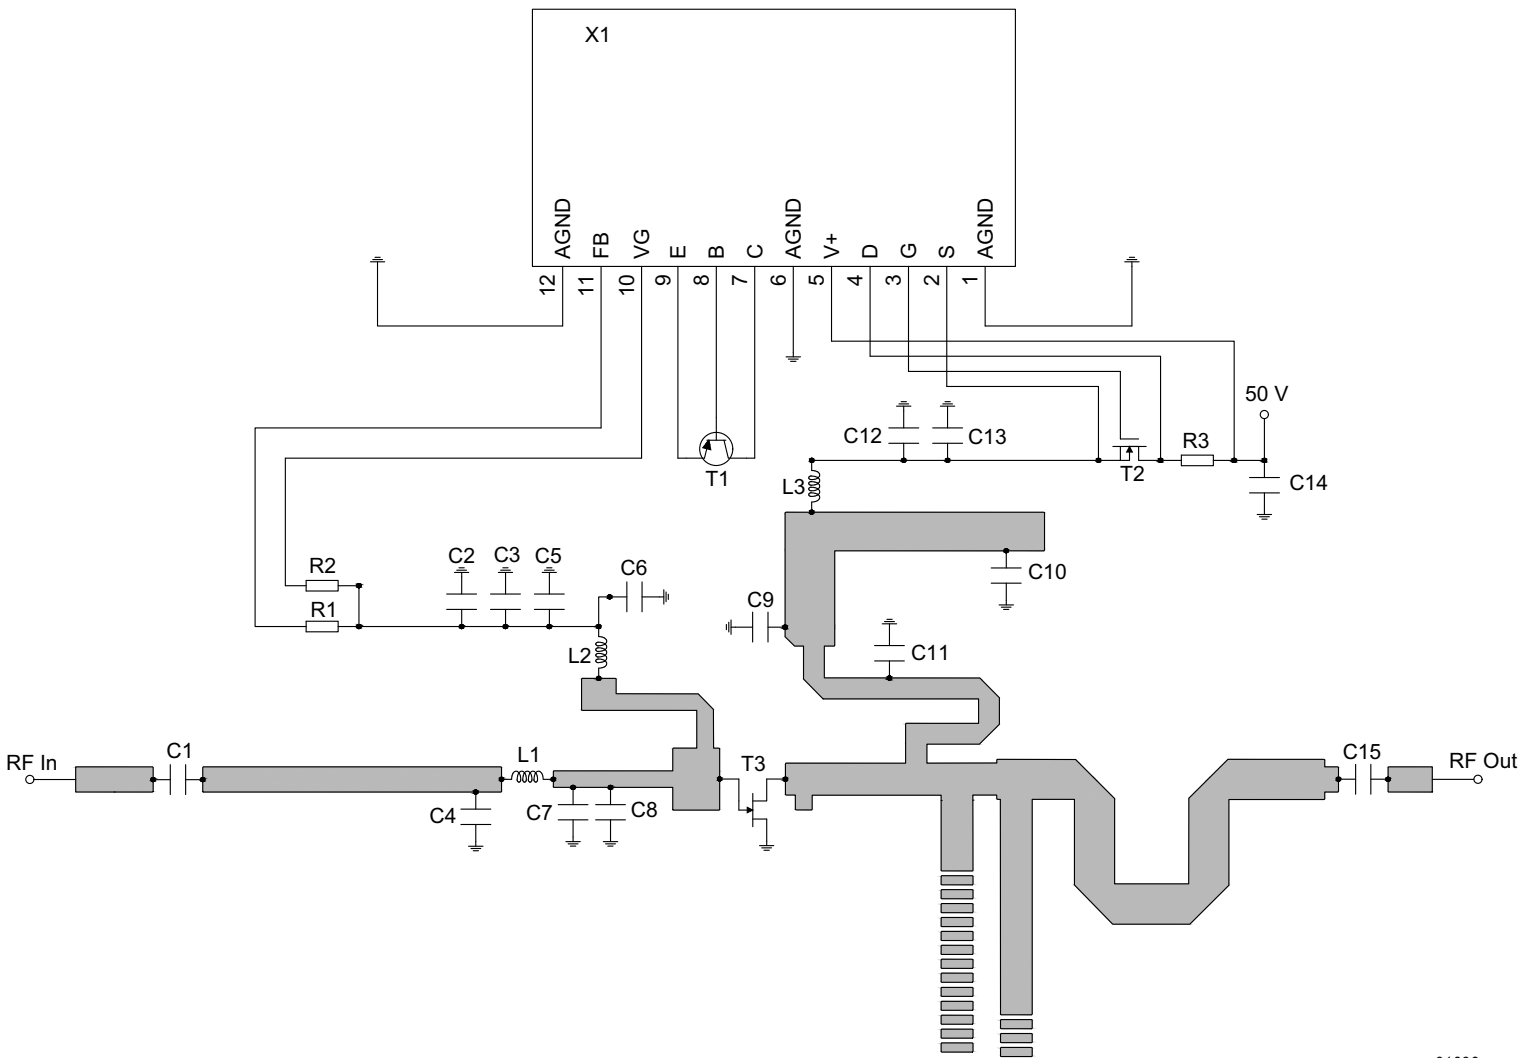 X1
AGND FB VG E B C AGND V+ D G S AGND
12 11 10 9 8 7 6 5 4 3 2 1
50 V
C12 C13 R3
T1 T2
L3 C14
C2 C3 C5
R2 C6 C10
R1 C9
L2 C11
RF In C1 L1 T3 C15 RF Out
C4 C7 C8